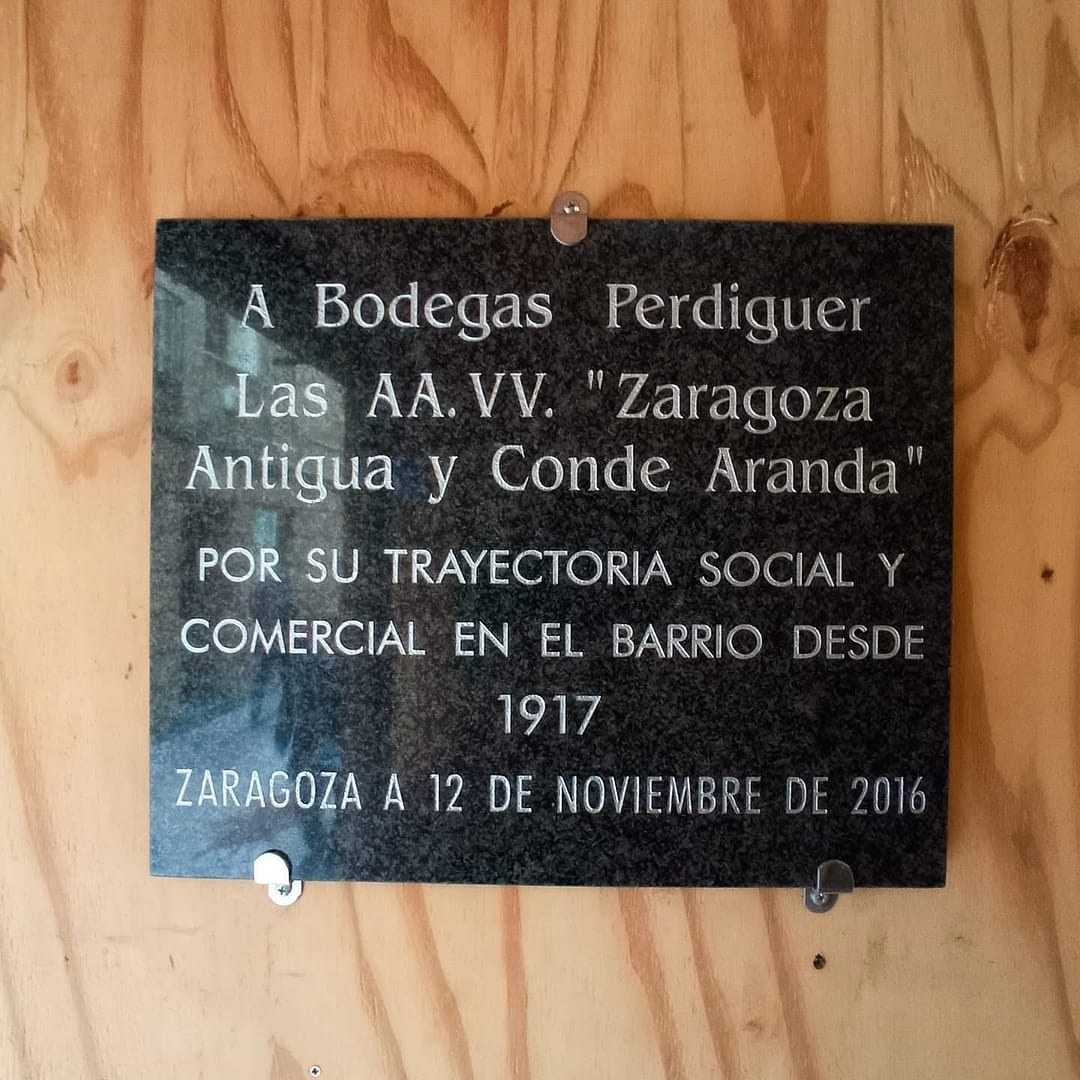 A Bodegas Perdiguer
Las AA.VV. "Zaragoza
Antigua y Conde Aranda"
POR SU TRAYECTORIA SOCIAL Y
COMERCIAL EN EL BARRIO DESDE
1917
ZARAGOZA A 12 DE NOVIEMBRE DE 2016